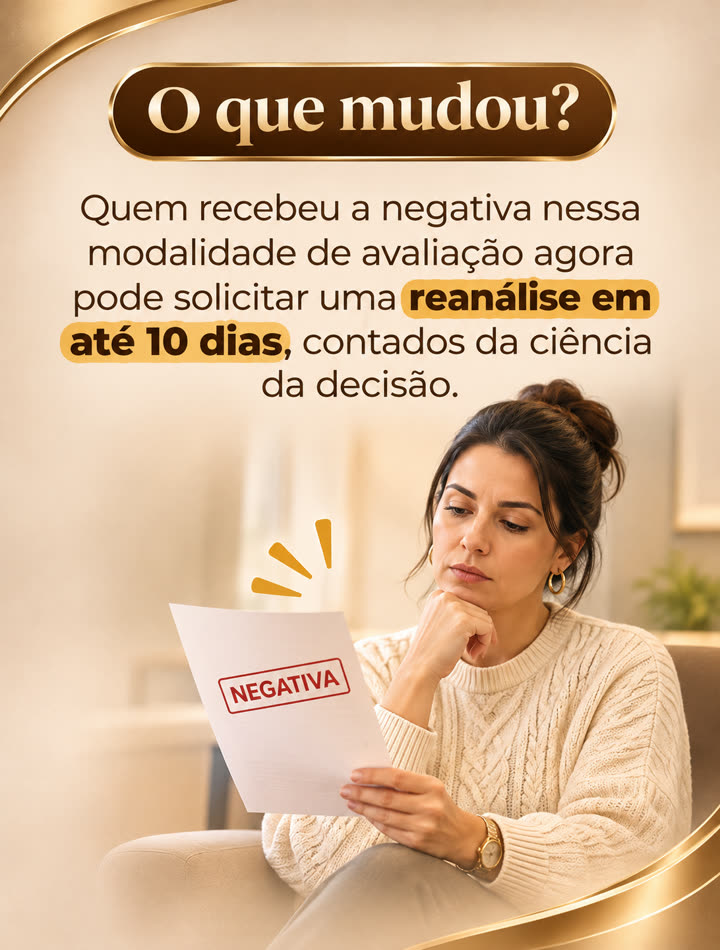 O que mudou?
Quem recebeu a negativa nessa
modalidade de avaliação agora
pode solicitar uma reanálise em
até 10 dias, contados da ciência
da decisão.
NEGATIVA